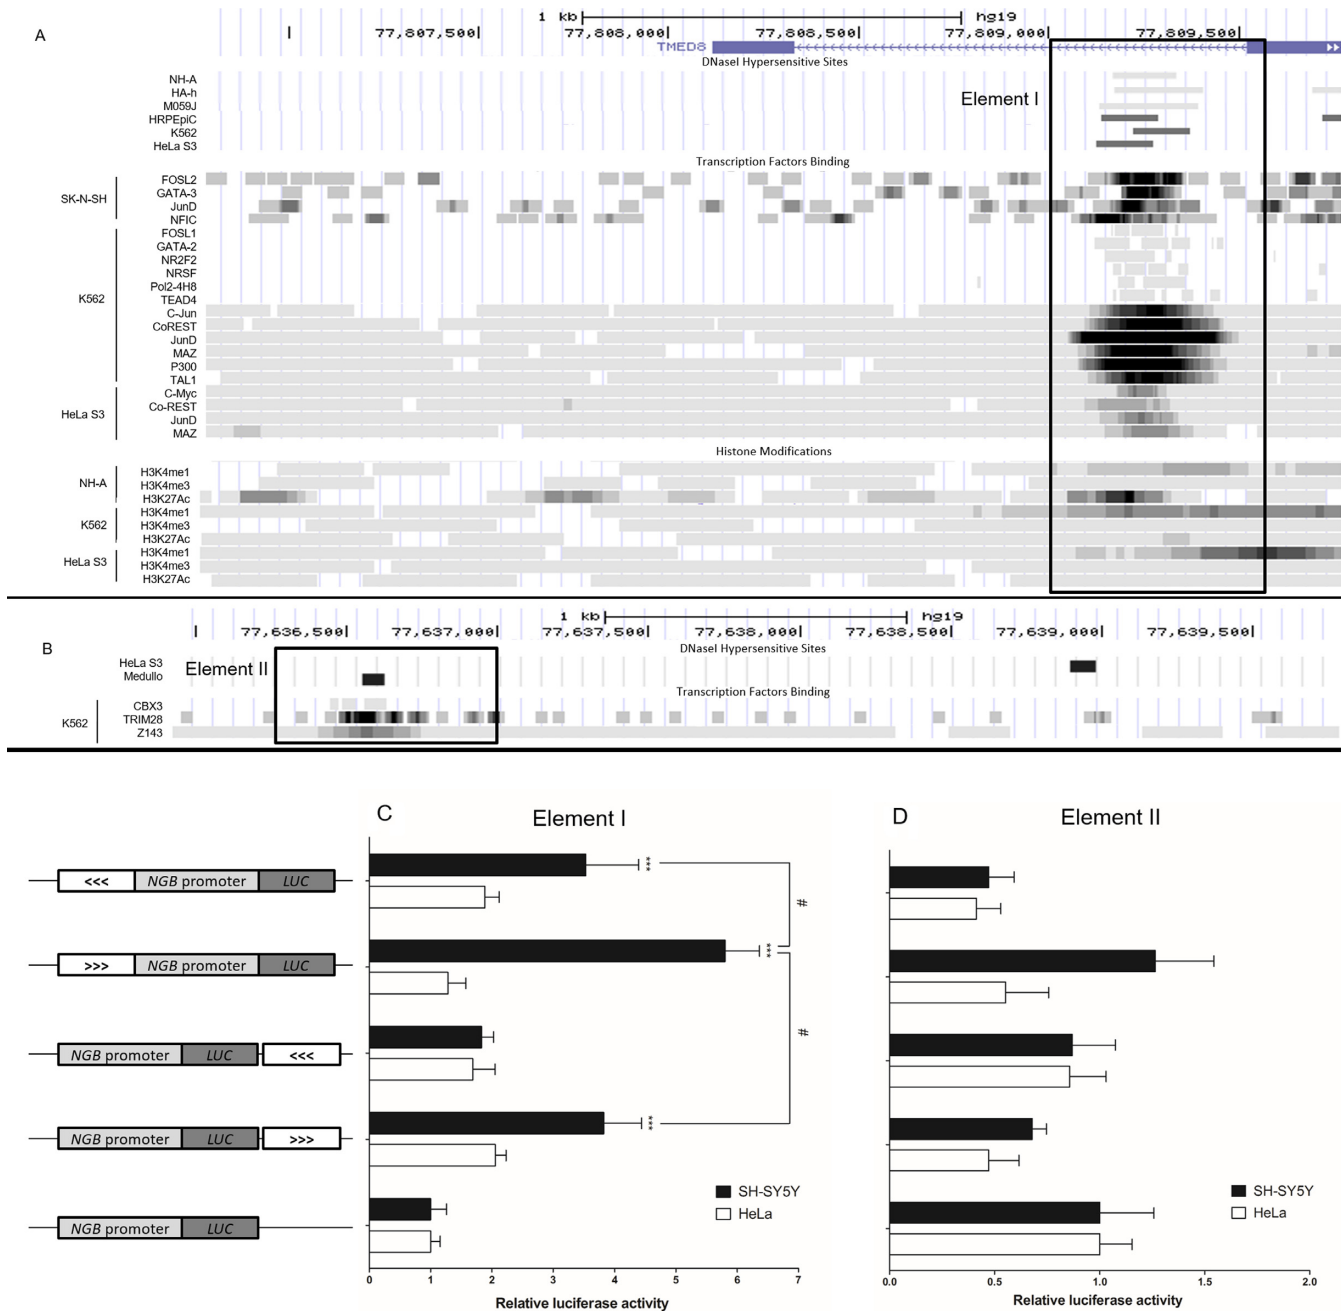 A
1 kb hg19
77,807,500 77,808,000 77,808,500 77,809,000 77,809,500
TMED8
DNaseI Hypersensitive Sites
Element I
NH-A
HA-h
M059J
HRPEpiC
K562
HeLa S3
Transcription Factors Binding
SK-N-SH
FOSL2
GATA-3
JunD
NFIC
K562
FOSL1
GATA-2
NR2F2
NRSF
Pol2-4H8
TEAD4
C-Jun
CoREST
JunD
MAZ
P300
TAL1
HeLa S3
C-Myc
Co-REST
JunD
MAZ
Histone Modifications
NH-A
H3K4me1
H3K4me3
H3K27Ac
K562
H3K4me1
H3K4me3
H3K27Ac
HeLa S3
H3K4me1
H3K4me3
H3K27Ac
B
1 kb hg19
77,636,500 77,637,000 77,637,500 77,638,000 77,638,500 77,639,000 77,639,500
DNaseI Hypersensitive Sites
Element II
HeLa S3
Medullo
Transcription Factors Binding
K562
CBX3
TRIM28
Z143
C Element I
<<< NGB promoter LUC
>>> NGB promoter LUC
NGB promoter LUC <<<
NGB promoter LUC >>>
NGB promoter LUC
***
***
***
#
#
SH-SY5Y
HeLa
0 1 2 3 4 5 6 7
Relative luciferase activity
D Element II
SH-SY5Y
HeLa
0.0 0.5 1.0 1.5 2.0
Relative luciferase activity